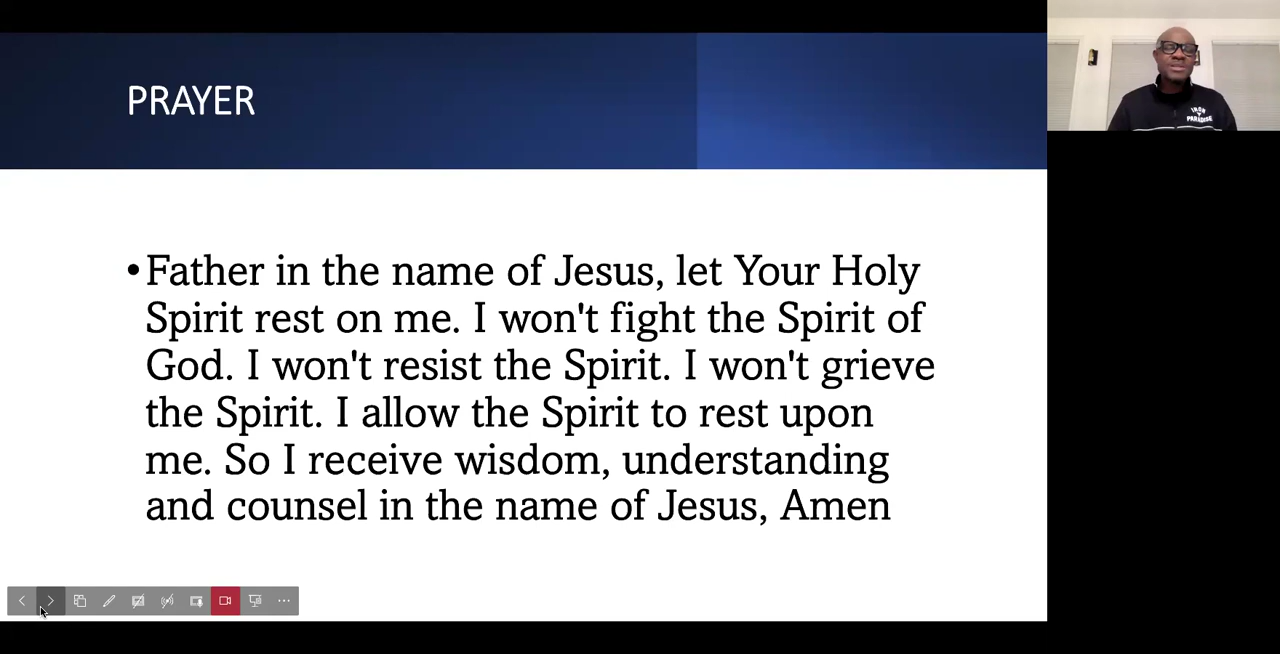 PRAYER
•Father in the name of Jesus, let Your Holy
Spirit rest on me. I won't fight the Spirit of
God. I won't resist the Spirit. I won't grieve
the Spirit. I allow the Spirit to rest upon
me. So I receive wisdom, understanding
and counsel in the name of Jesus, Amen
IRON
PARADISE